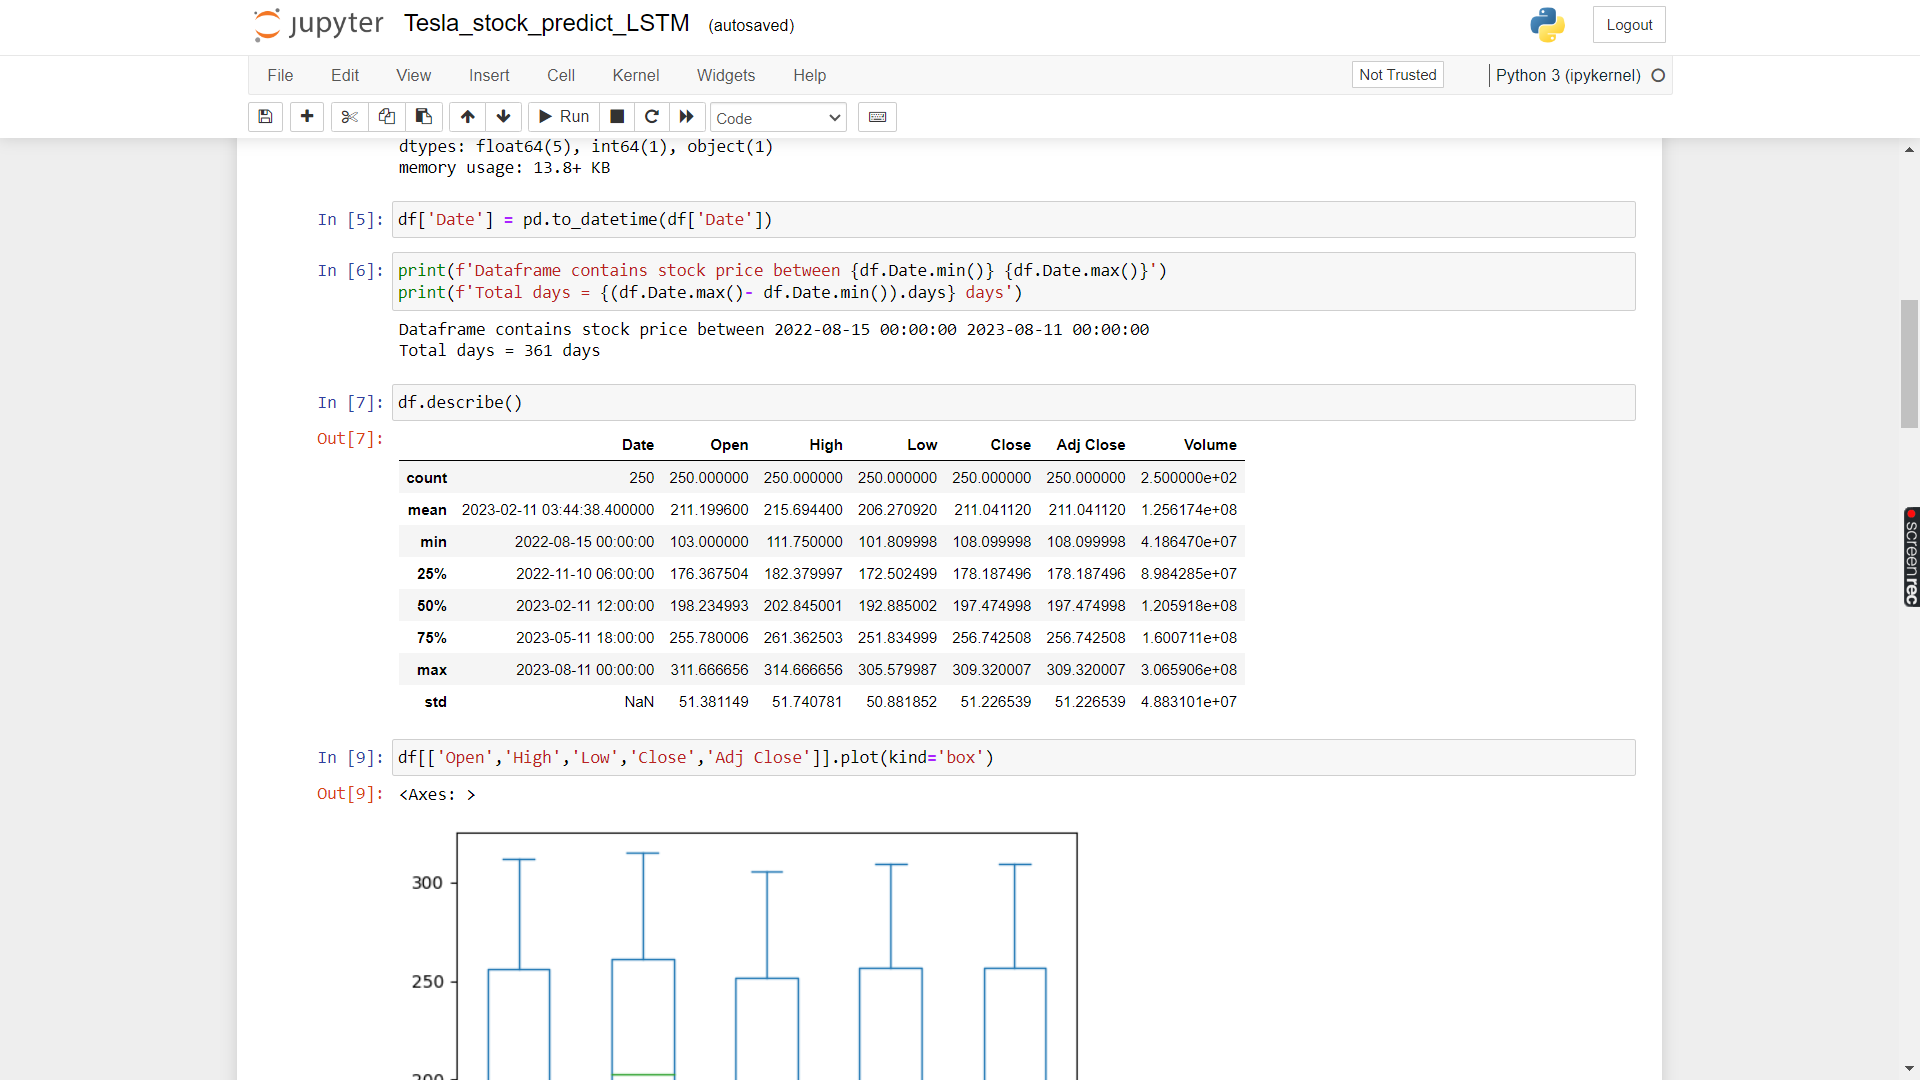 jupyter Tesla_stock_predict_LSTM (autosaved) Logout
File Edit View Insert Cell Kernel Widgets Help Not Trusted Python 3 (ipykernel)
Run Code
dtypes: float64(5), int64(1), object(1)
memory usage: 13.8+ KB
In [5]: df['Date'] = pd.to_datetime(df['Date'])
In [6]: print(f'Dataframe contains stock price between {df.Date.min()} {df.Date.max()}')
print(f'Total days = {(df.Date.max()- df.Date.min()).days} days')
Dataframe contains stock price between 2022-08-15 00:00:00 2023-08-11 00:00:00
Total days = 361 days
In [7]: df.describe()
Out[7]:
Date Open High Low Close Adj Close Volume
count 250 250.000000 250.000000 250.000000 250.000000 250.000000 2.500000e+02
mean 2023-02-11 03:44:38.400000 211.199600 215.694400 206.270920 211.041120 211.041120 1.256174e+08
min 2022-08-15 00:00:00 103.000000 111.750000 101.809998 108.099998 108.099998 4.186470e+07
25% 2022-11-10 06:00:00 176.367504 182.379997 172.502499 178.187496 178.187496 8.984285e+07
50% 2023-02-11 12:00:00 198.234993 202.845001 192.885002 197.474998 197.474998 1.205918e+08
75% 2023-05-11 18:00:00 255.780006 261.362503 251.834999 256.742508 256.742508 1.600711e+08
max 2023-08-11 00:00:00 311.666656 314.666656 305.579987 309.320007 309.320007 3.065906e+08
std NaN 51.381149 51.740781 50.881852 51.226539 51.226539 4.883101e+07
In [9]: df[['Open','High','Low','Close','Adj Close']].plot(kind='box')
Out[9]: <Axes: >
300
250
200
screenrec